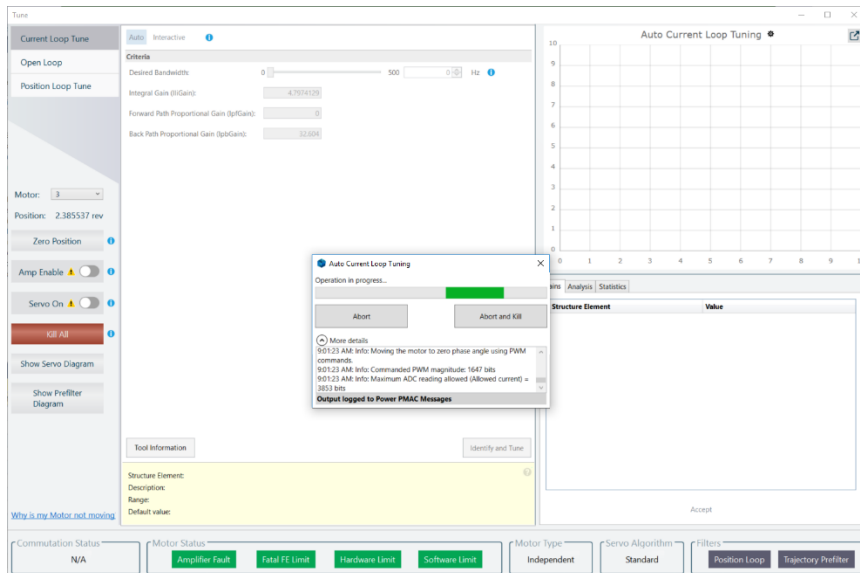 Tune
Current Loop Tune
Open Loop
Position Loop Tune
Motor: 3
Position: 2.385537 rev
Zero Position
Amp Enable
Servo On
Kill All
Show Servo Diagram
Show Prefilter
Diagram
Why is my Motor not moving
Auto Interactive
Criteria
Desired Bandwidth: 0 500 0 Hz
Integral Gain (IiGain): 4.7974129
Forward Path Proportional Gain (IpfGain): 0
Back Path Proportional Gain (IpbGain): 32.604
Tool Information
Identify and Tune
Structure Element:
Description:
Range:
Default value:
Auto Current Loop Tuning
10
9
8
7
6
5
4
3
2
1
0
0 1 2 3 4 5 6 7 8 9 1
Auto Current Loop Tuning
Operation in progress...
Abort
Abort and Kill
More details
9:01:23 AM: Info: Moving the motor to zero phase angle using PWM
commands.
9:01:23 AM: Info: Commanded PWM magnitude: 1647 bits
9:01:23 AM: Info: Maximum ADC reading allowed (Allowed current) =
3853 bits
Output logged to Power PMAC Messages
Analysis Statistics
Structure Element Value
Accept
Commutation Status
N/A
Motor Status
Amplifier Fault
Fatal FE Limit
Hardware Limit
Software Limit
Motor Type
Independent
Servo Algorithm
Standard
Filters
Position Loop
Trajectory Prefilter